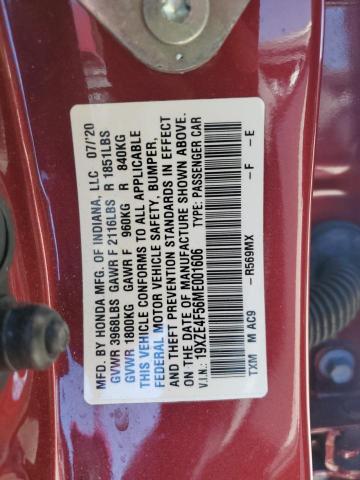 MFD. BY HONDA MFG. OF INDIANA, LLC 07/'20
GVWR 3968LBS GAWR F 2116LBS R 1851LBS
GVWR 1800KG GAWR F 960KG R 840KG
THIS VEHICLE CONFORMS TO ALL APPLICABLE
FEDERAL MOTOR VEHICLE SAFETY, BUMPER,
AND THEFT PREVENTION STANDARDS IN EFFECT
ON THE DATE OF MANUFACTURE SHOWN ABOVE.
V.I.N.: 19XZE4F56ME001606 TYPE: PASSENGER CAR
TXM M AC9 -R569MX -F -E